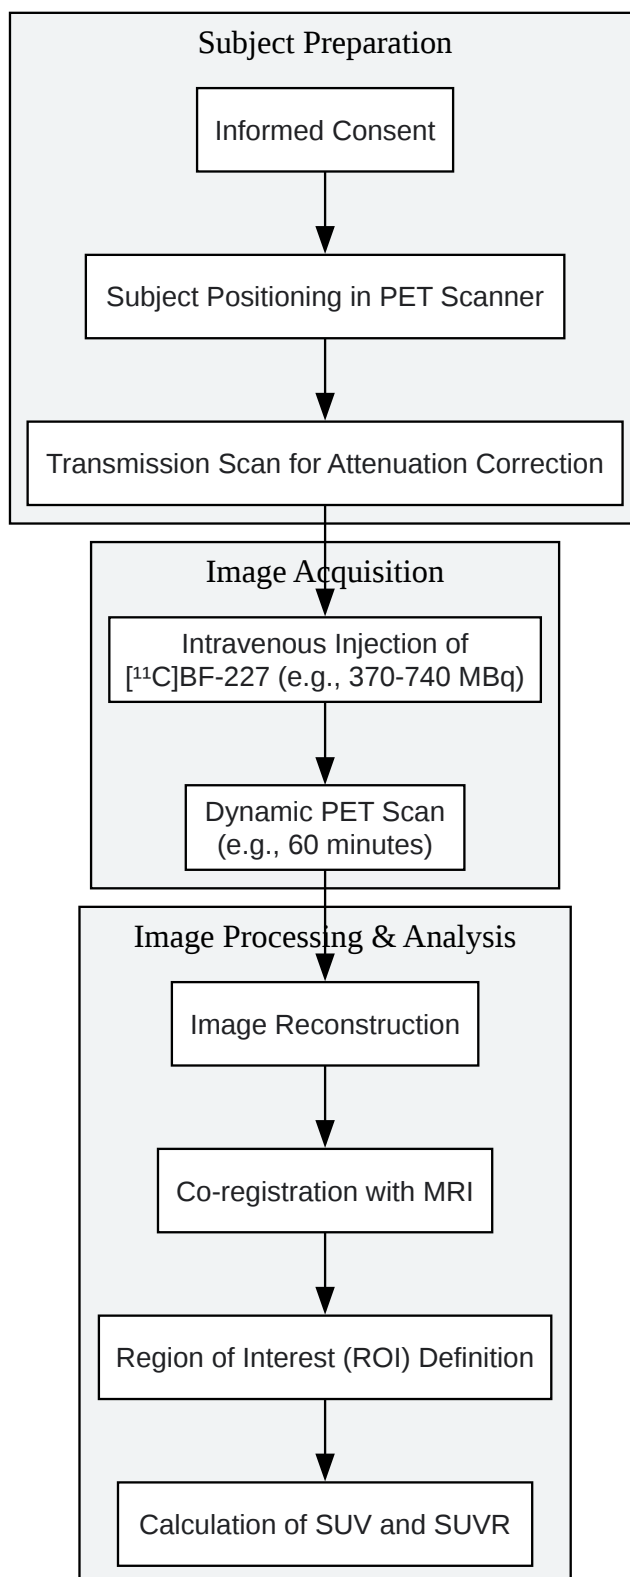 Subject Preparation
Informed Consent
Subject Positioning in PET Scanner
Transmission Scan for Attenuation Correction
Image Acquisition
Intravenous Injection of
[¹¹C]BF-227 (e.g., 370-740 MBq)
Dynamic PET Scan
(e.g., 60 minutes)
Image Processing & Analysis
Image Reconstruction
Co-registration with MRI
Region of Interest (ROI) Definition
Calculation of SUV and SUVR